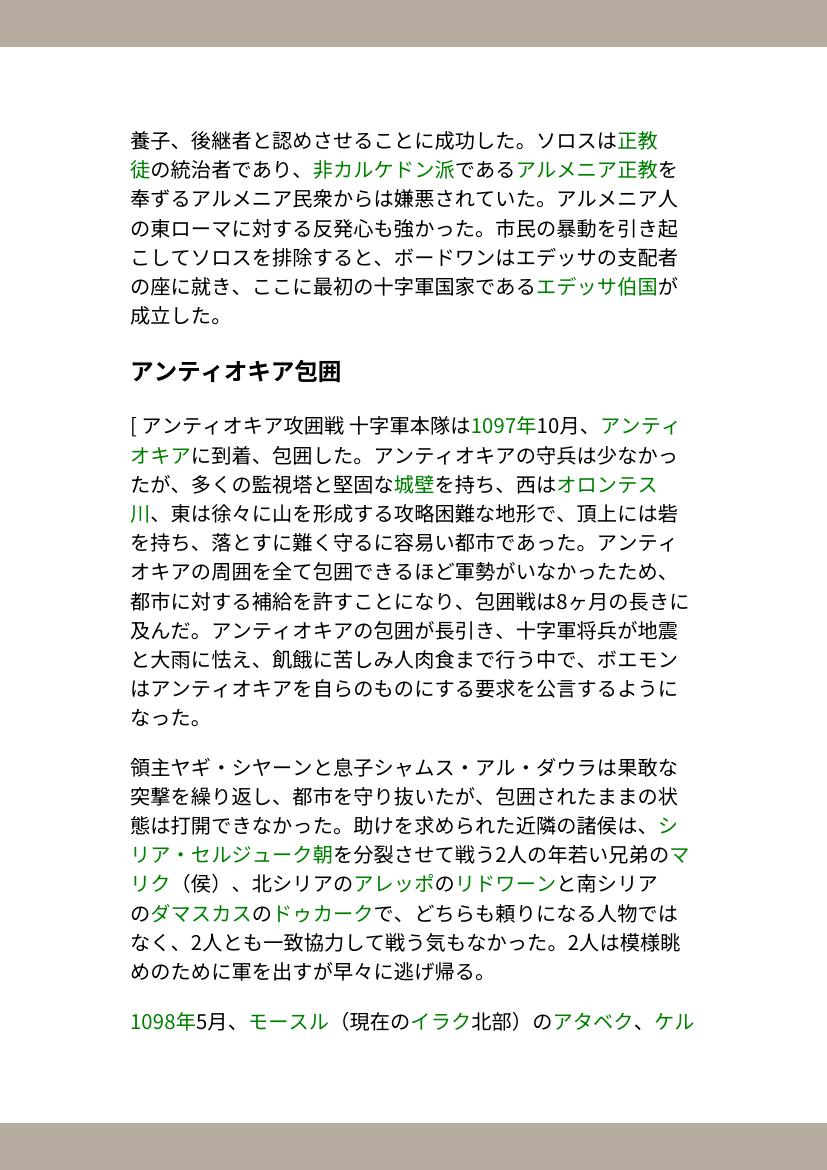 養子、後継者と認めさせることに成功した。ソロスは正教
徒の統治者であり、非カルケドン派であるアルメニア正教を
奉ずるアルメニア民衆からは嫌悪されていた。アルメニア人
の東ローマに対する反発心も強かった。市民の暴動を引き起
こしてソロスを排除すると、ボードワンはエデッサの支配者
の座に就き、ここに最初の十字軍国家であるエデッサ伯国が
成立した。
アンティオキア包囲
[ アンティオキア攻囲戦 十字軍本隊は1097年10月、アンティ
オキアに到着、包囲した。アンティオキアの守兵は少なかっ
たが、多くの監視塔と堅固な城壁を持ち、西はオロンテス
川、東は徐々に山を形成する攻略困難な地形で、頂上には砦
を持ち、落とすに難く守るに容易い都市であった。アンティ
オキアの周囲を全て包囲できるほど軍勢がいなかったため、
都市に対する補給を許すことになり、包囲戦は8ヶ月の長きに
及んだ。アンティオキアの包囲が長引き、十字軍将兵が地震
と大雨に怯え、飢餓に苦しみ人肉食まで行う中で、ボエモン
はアンティオキアを自らのものにする要求を公言するように
なった。
領主ヤギ・シヤーンと息子シャムス・アル・ダウラは果敢な
突撃を繰り返し、都市を守り抜いたが、包囲されたままの状
態は打開できなかった。助けを求められた近隣の諸侯は、シ
リア・セルジューク朝を分裂させて戦う2人の年若い兄弟のマ
リク（侯）、北シリアのアレッポのリドワーンと南シリア
のダマスカスのドゥカークで、どちらも頼りになる人物では
なく、2人とも一致協力して戦う気もなかった。2人は模様眺
めのために軍を出すが早々に逃げ帰る。
1098年5月、モースル（現在のイラク北部）のアタベク、ケル